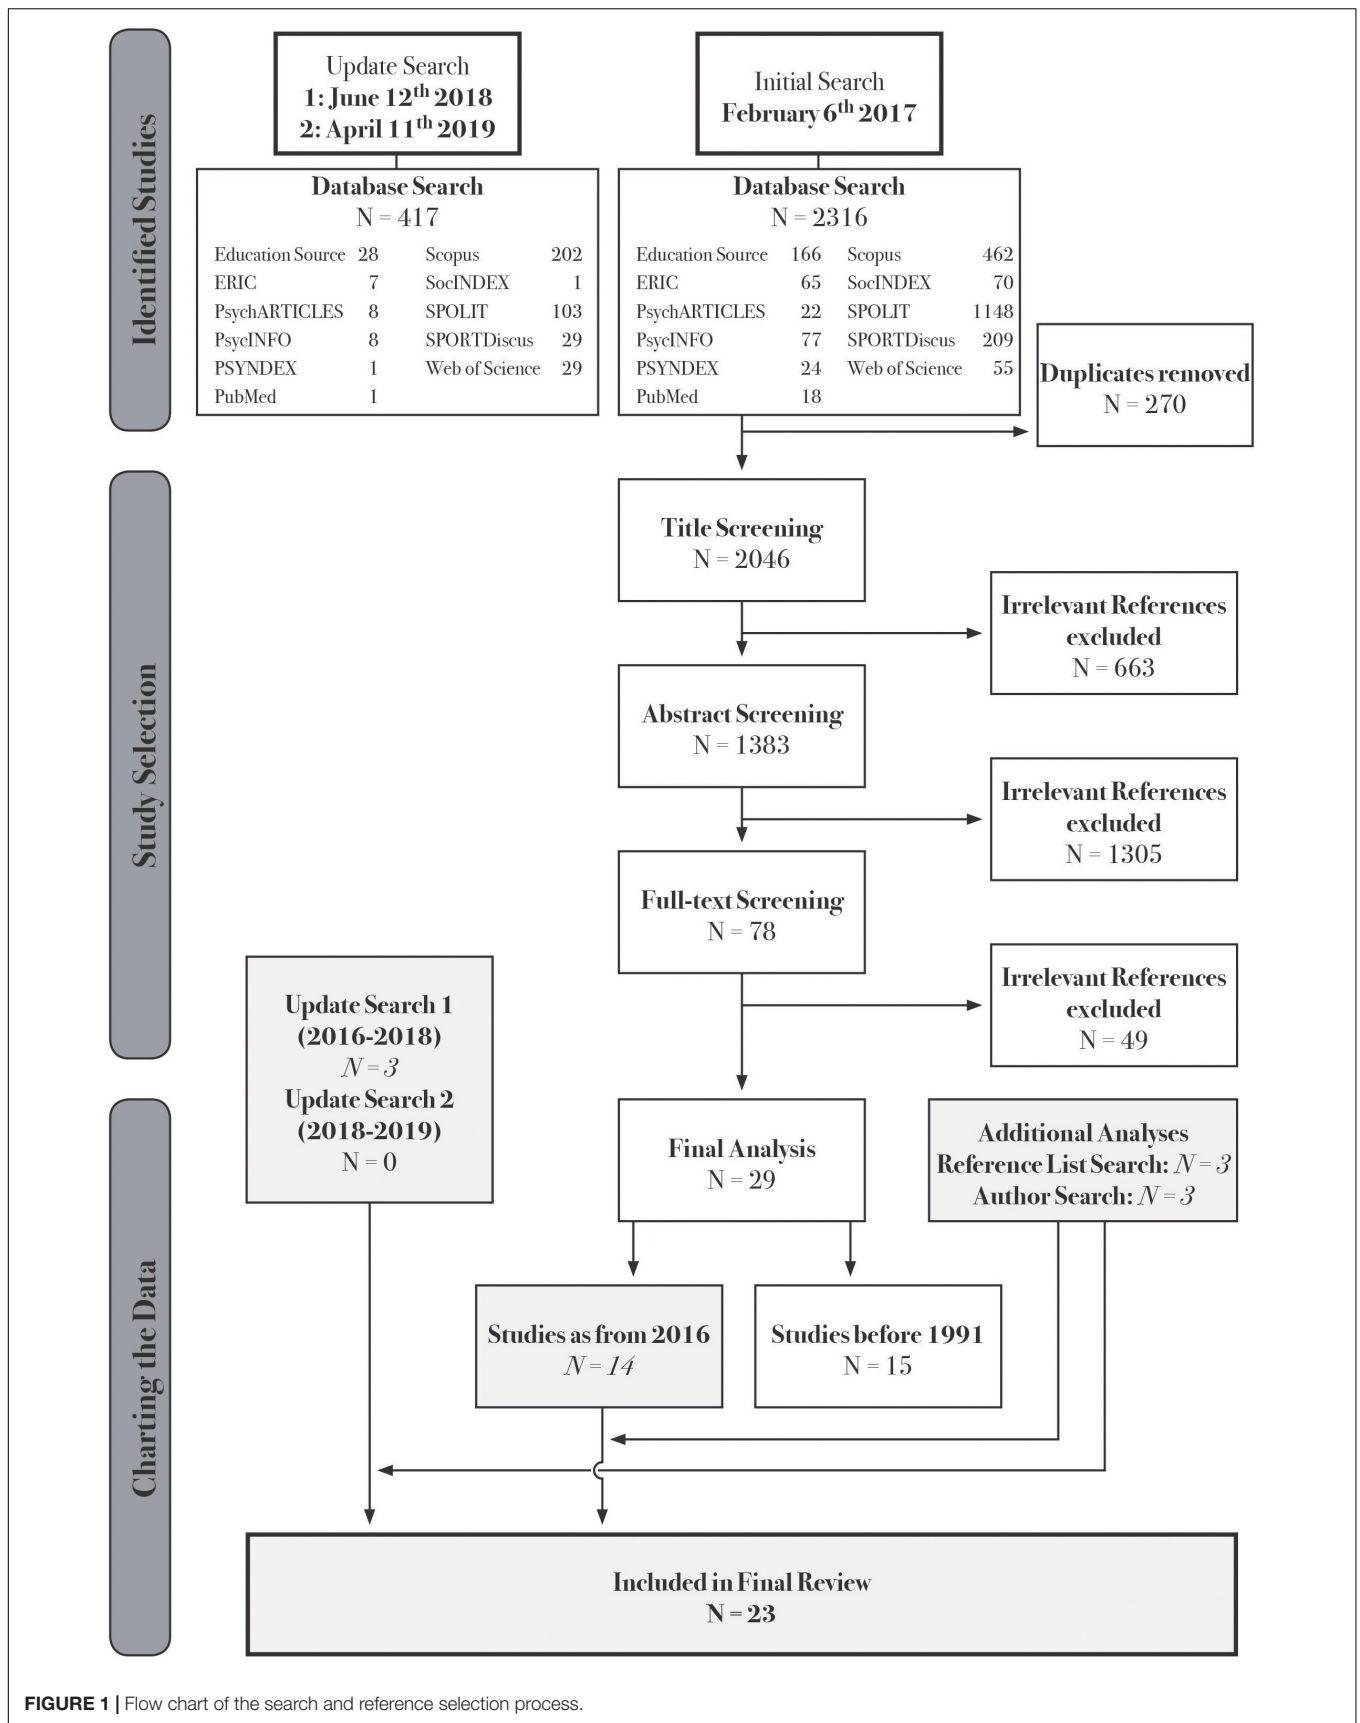 Identified Studies
Update Search
1: June 12th 2018
2: April 11th 2019
Database Search
N = 417
Education Source 28 Scopus 202
ERIC 7 SocINDEX 1
PsychARTICLES 8 SPOLIT 103
PsycINFO 8 SPORTDiscus 29
PSYNDEX 1 Web of Science 29
PubMed 1
Initial Search
February 6th 2017
Database Search
N = 2316
Education Source 166 Scopus 462
ERIC 65 SocINDEX 70
PsychARTICLES 22 SPOLIT 1148
PsycINFO 77 SPORTDiscus 209
PSYNDEX 24 Web of Science 55
PubMed 18
Duplicates removed
N = 270
Study Selection
Title Screening
N = 2046
Irrelevant References
excluded
N = 663
Abstract Screening
N = 1383
Irrelevant References
excluded
N = 1305
Full-text Screening
N = 78
Irrelevant References
excluded
N = 49
Update Search 1
(2016-2018)
N = 3
Update Search 2
(2018-2019)
N = 0
Charting the Data
Final Analysis
N = 29
Additional Analyses
Reference List Search: N = 3
Author Search: N = 3
Studies as from 2016
N = 14
Studies before 1991
N = 15
Included in Final Review
N = 23
FIGURE 1 | Flow chart of the search and reference selection process.